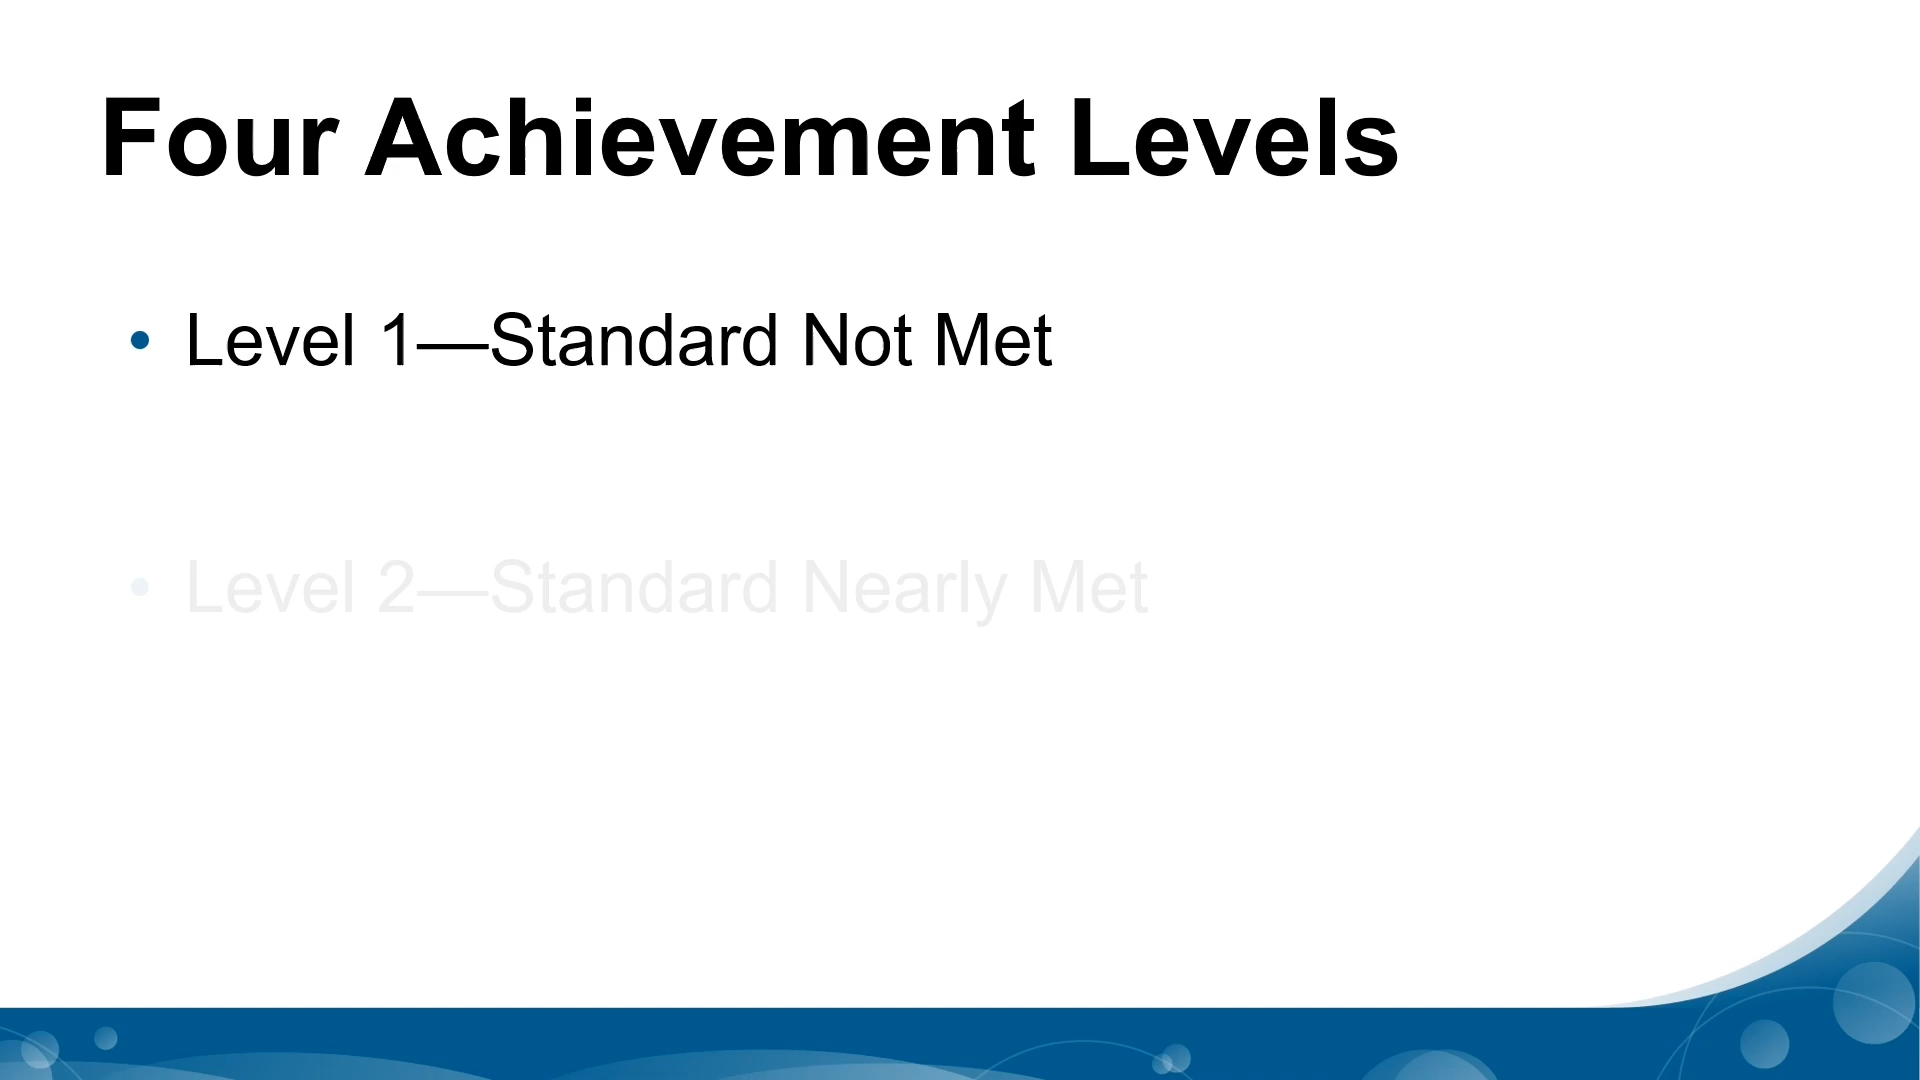 Four Achievement Levels
• Level 1—Standard Not Met
• Level 2—Standard Nearly Met